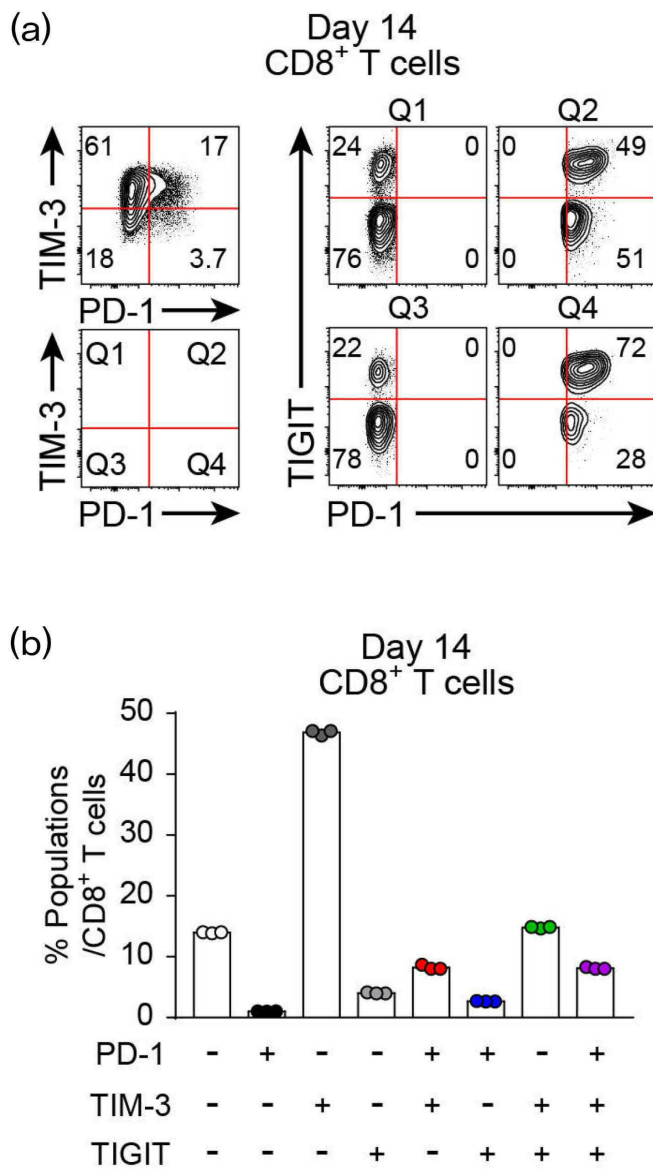 (a)
Day 14
CD8⁺ T cells
61 17
18 3.7
TIM-3
PD-1
Q1 Q2
Q3 Q4
TIM-3
PD-1
Q1 Q2
24 0 0 49
76 0 0 51
Q3 Q4
22 0 0 72
78 0 0 28
TIGIT
PD-1
(b)
Day 14
CD8⁺ T cells
% Populations
/CD8⁺ T cells
50
40
30
20
10
0
PD-1 - + - - + + - +
TIM-3 - - + - + - + +
TIGIT - - - + - + + +